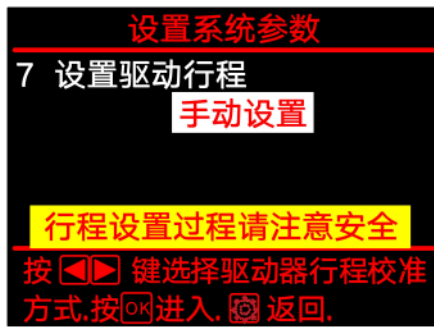 设置系统参数
7 设置驱动行程
手动设置
行程设置过程请注意安全
按◀▶键选择驱动器行程校准
方式.按OK进入. 返回.